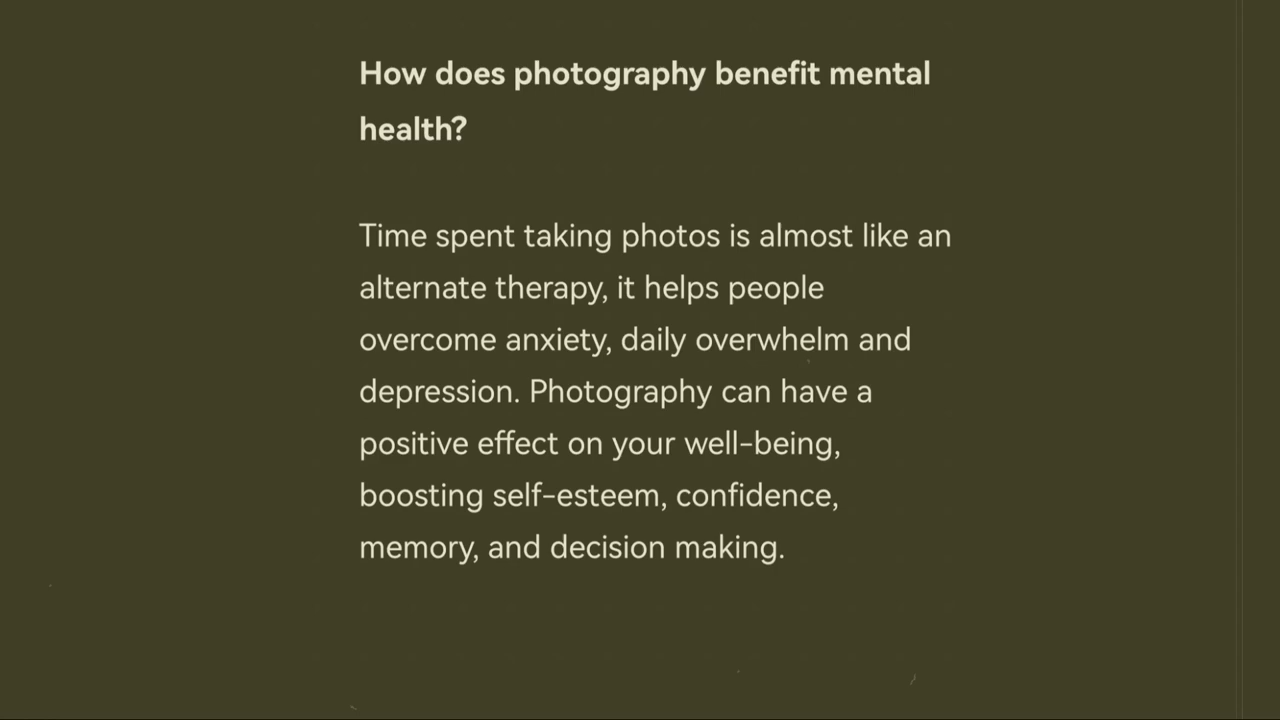 How does photography benefit mental
health?
Time spent taking photos is almost like an
alternate therapy, it helps people
overcome anxiety, daily overwhelm and
depression. Photography can have a
positive effect on your well-being,
boosting self-esteem, confidence,
memory, and decision making.